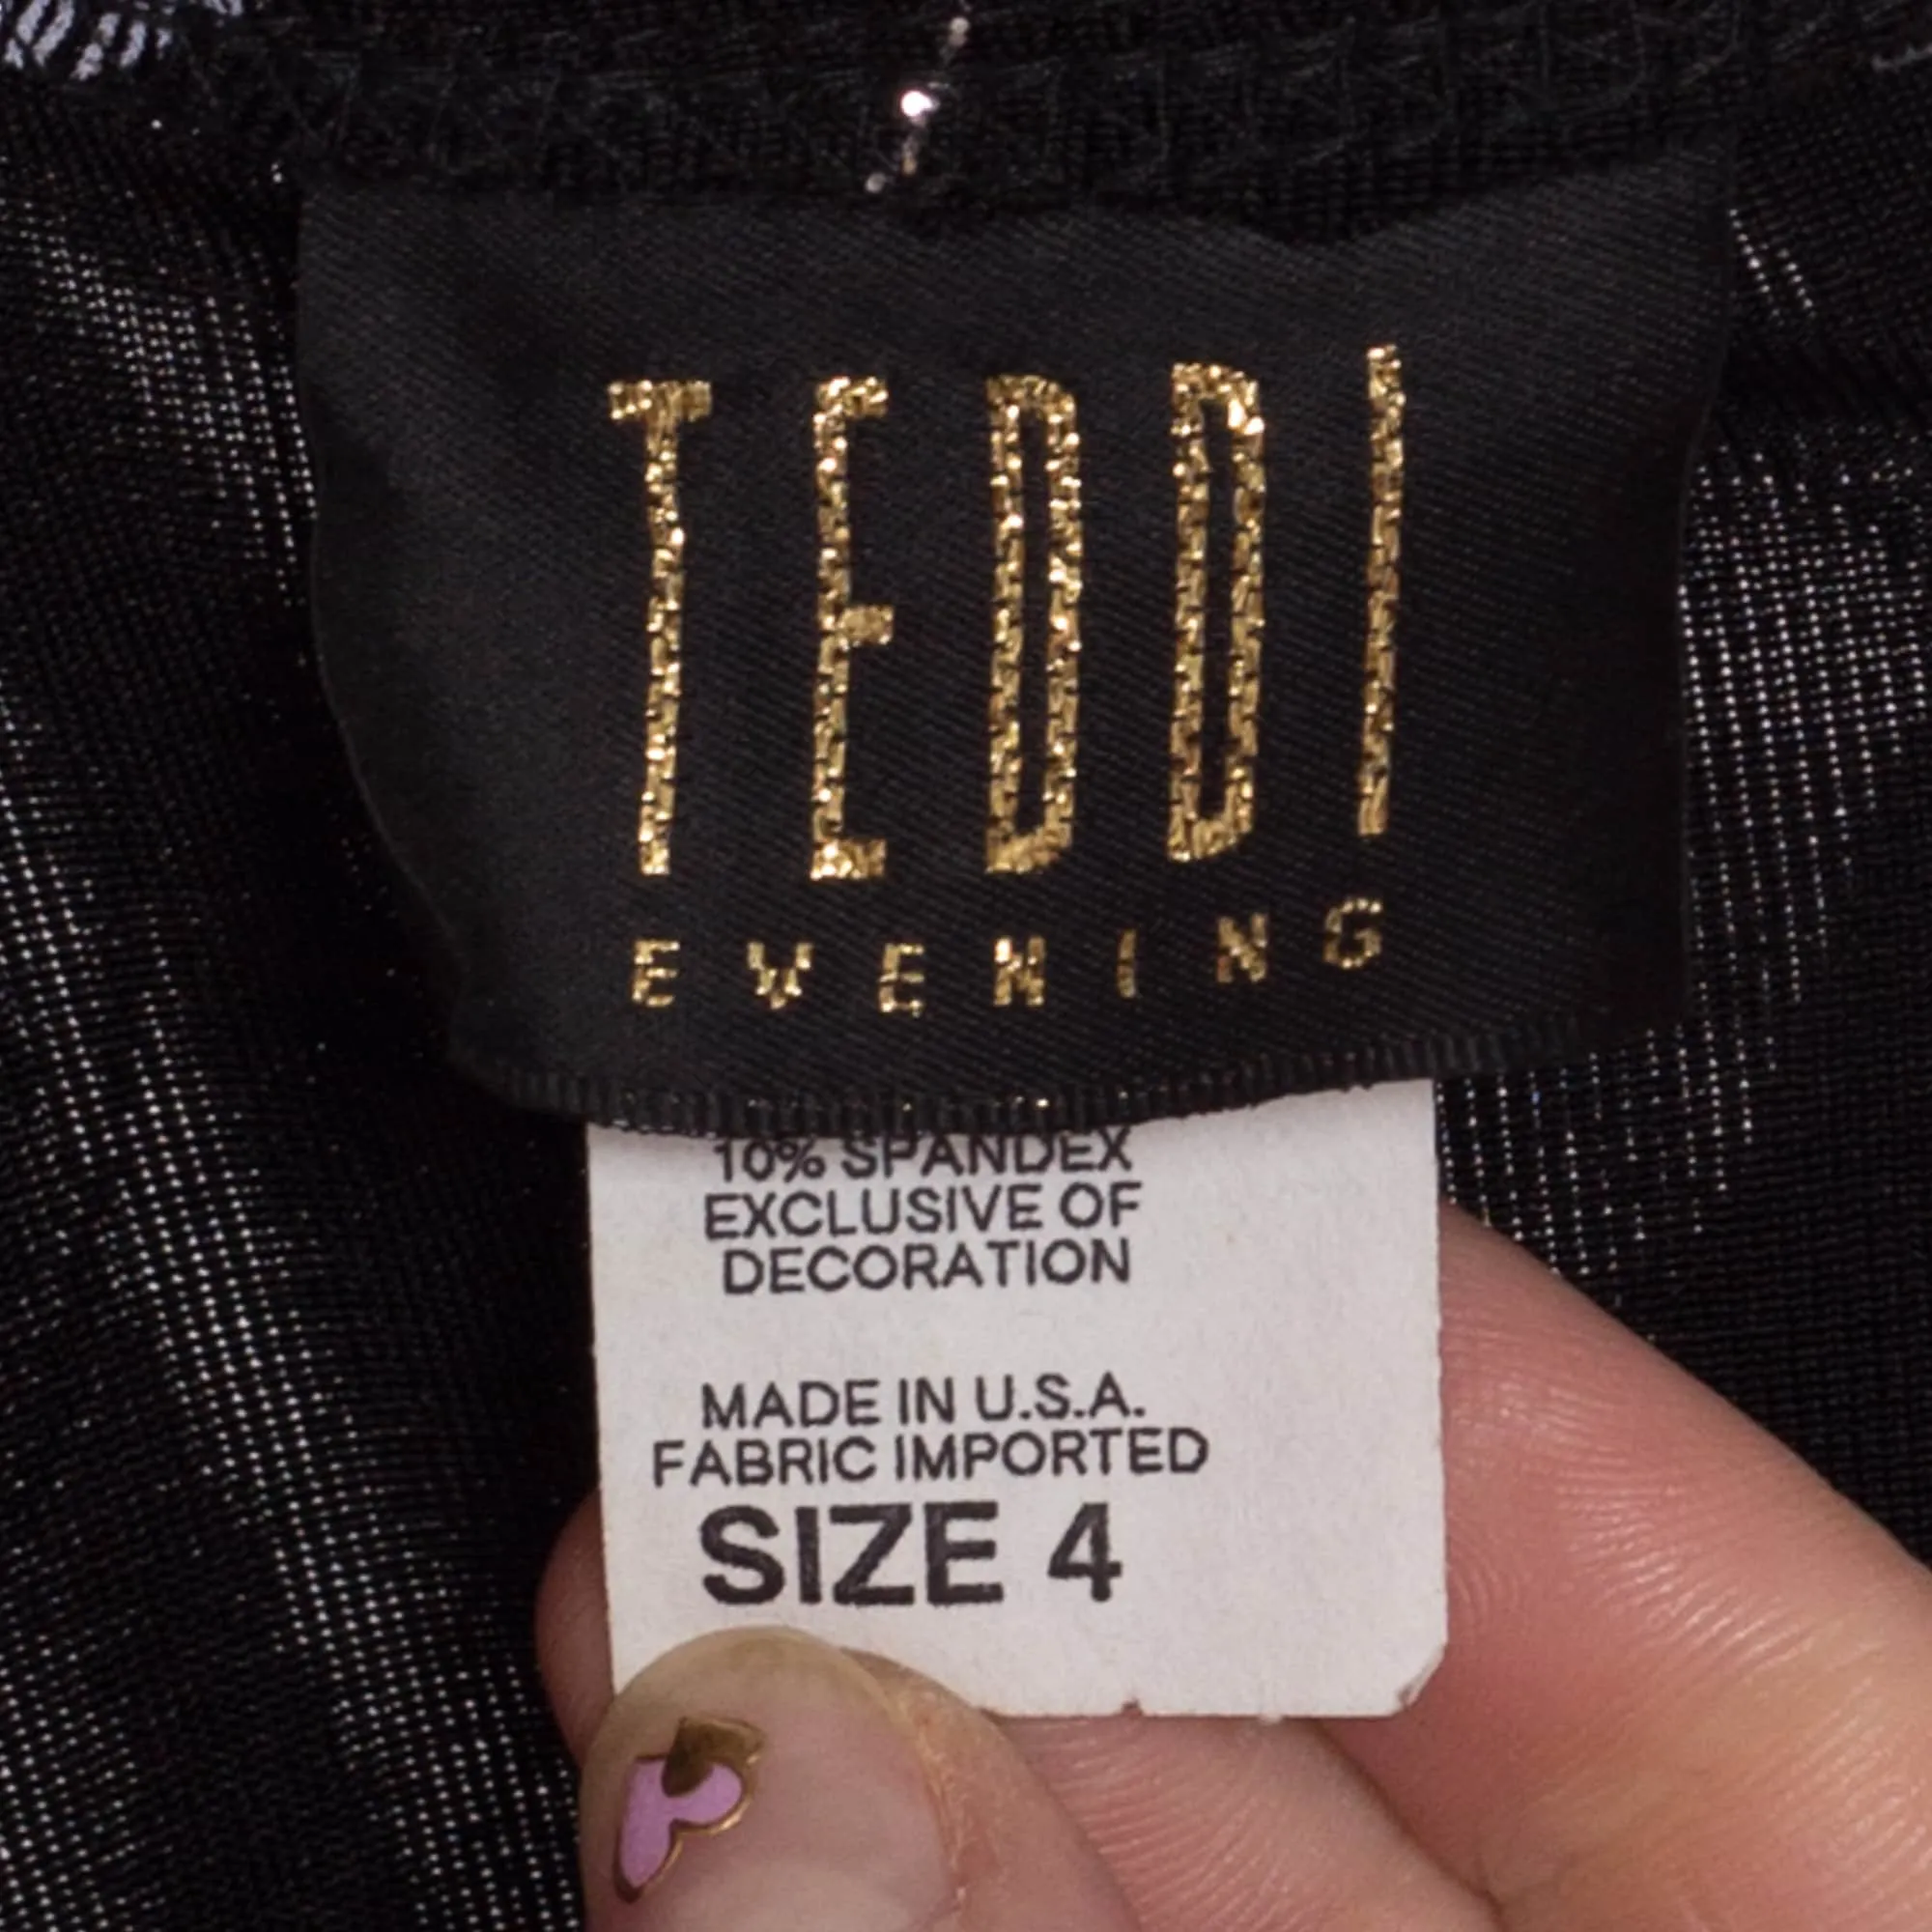 TEDDI
EVENING
10% SPANDEX
EXCLUSIVE OF
DECORATION
MADE IN U.S.A.
FABRIC IMPORTED
SIZE 4